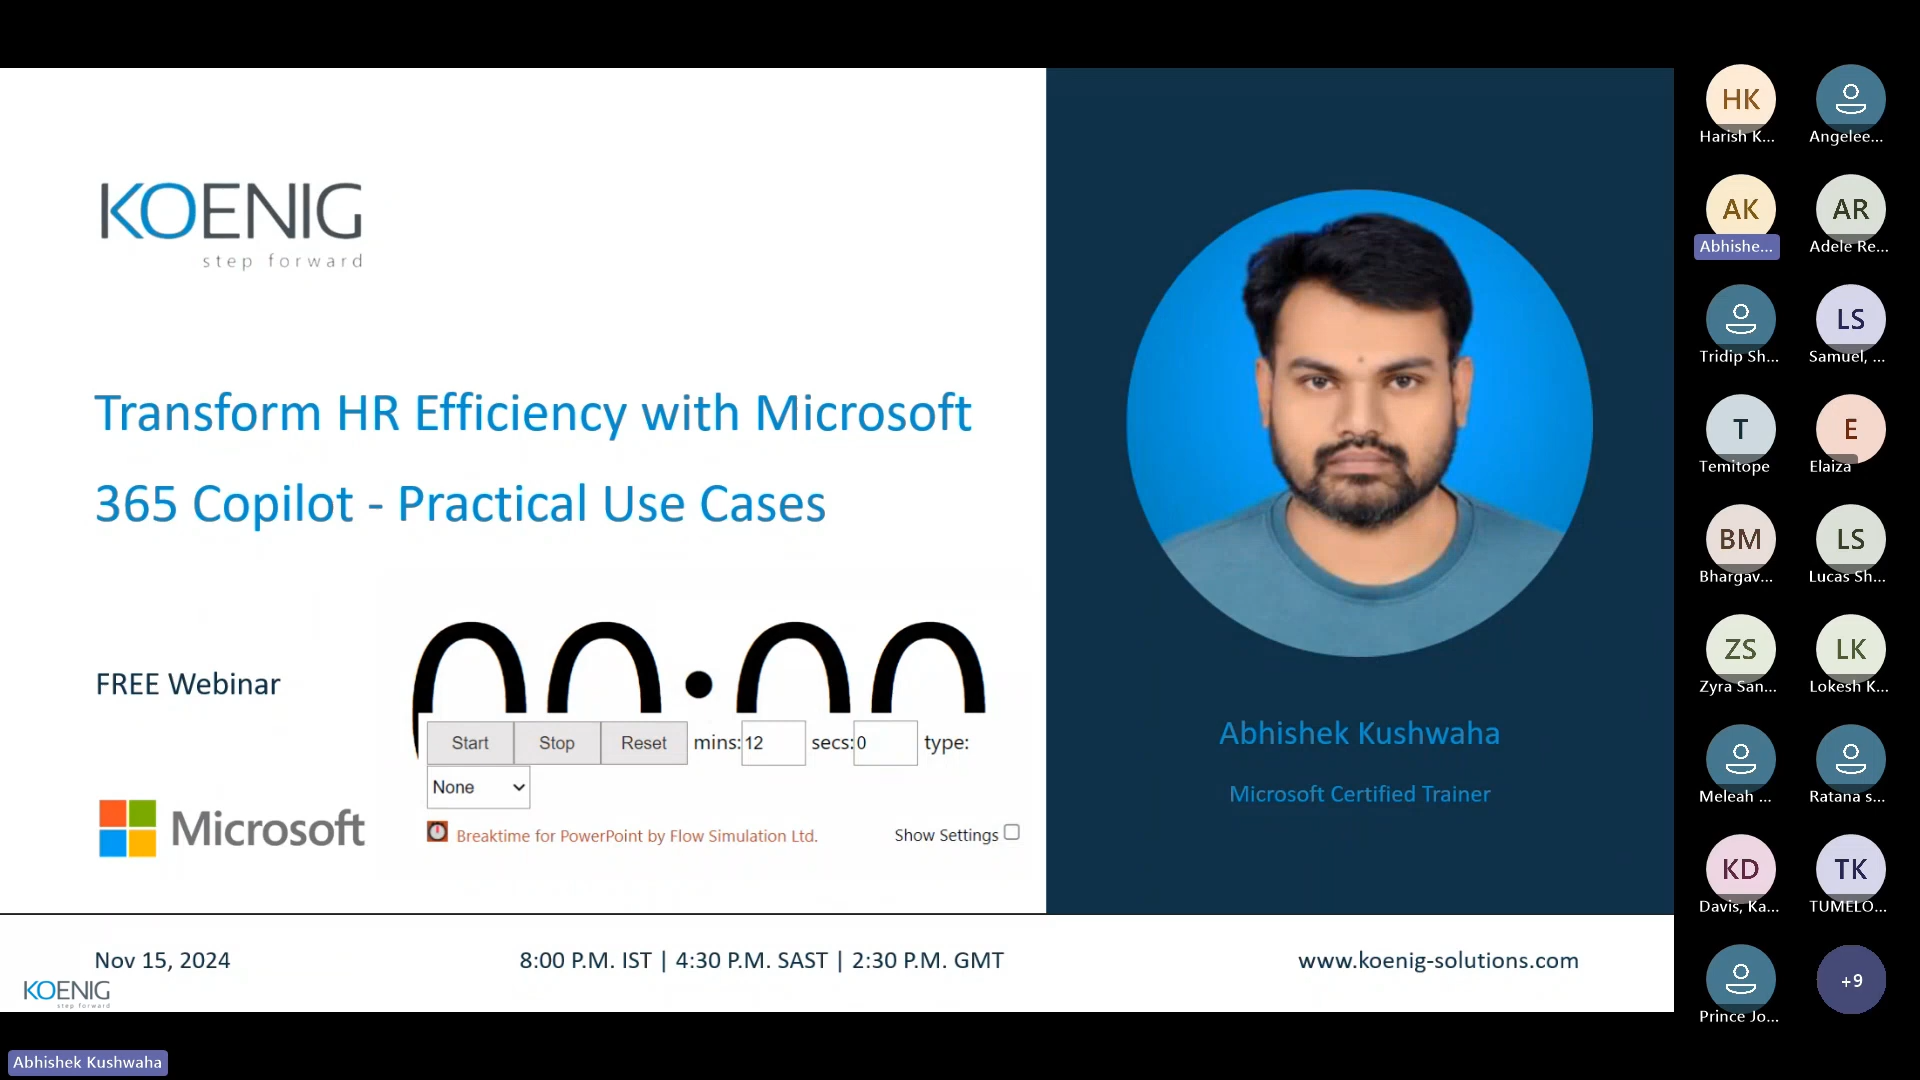 KOENIG
step forward
Transform HR Efficiency with Microsoft
365 Copilot - Practical Use Cases
FREE Webinar
00:00
Start Stop Reset mins: 12 secs: 0 type:
None
Breaktime for PowerPoint by Flow Simulation Ltd. Show Settings
Microsoft
Abhishek Kushwaha
Microsoft Certified Trainer
Nov 15, 2024 8:00 P.M. IST | 4:30 P.M. SAST | 2:30 P.M. GMT www.koenig-solutions.com
KOENIG
step forward
Abhishek Kushwaha
HK
Harish K...
Angelee...
AK
Abhishe...
AR
Adele Re...
Tridip Sh...
LS
Samuel, ...
T
Temitope
E
Elaiza
BM
Bhargav...
LS
Lucas Sh...
ZS
Zyra San...
LK
Lokesh K...
Meleah ...
Ratana s...
KD
Davis, Ka...
TK
TUMELO...
Prince Jo...
+9